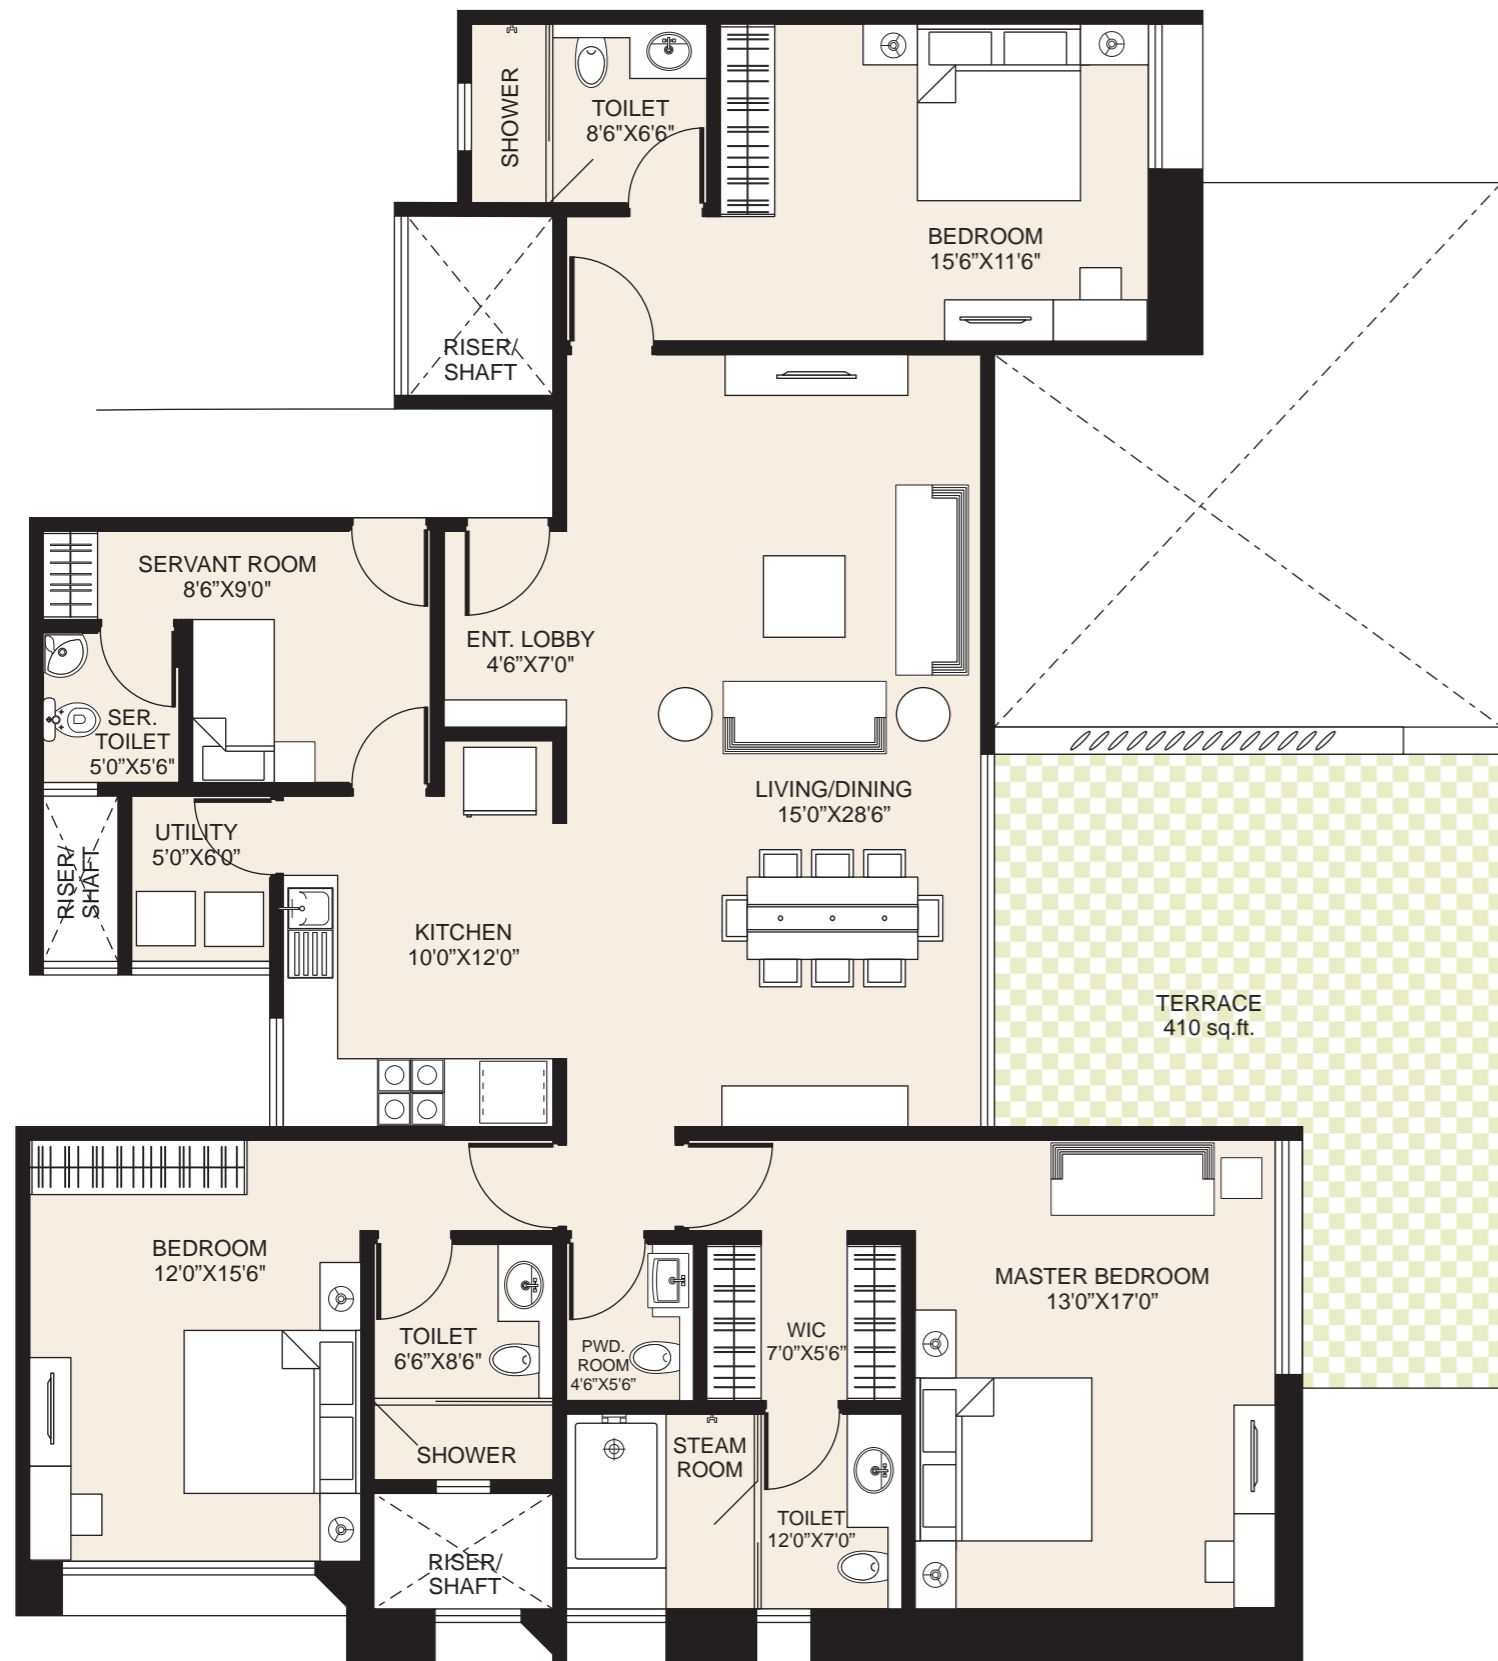 SHOWER
TOILET
8'6"X6'6"
BEDROOM
15'6"X11'6"
RISER/
SHAFT
SERVANT ROOM
8'6"X9'0"
ENT. LOBBY
4'6"X7'0"
SER.
TOILET
5'0"X5'6"
LIVING/DINING
15'0"X28'6"
UTILITY
5'0"X6'0"
RISER/
SHAFT
KITCHEN
10'0"X12'0"
TERRACE
410 sq.ft.
BEDROOM
12'0"X15'6"
MASTER BEDROOM
13'0"X17'0"
TOILET
6'6"X8'6"
PWD.
ROOM
4'6"X5'6"
WIC
7'0"X5'6"
SHOWER
STEAM
ROOM
TOILET
12'0"X7'0"
RISER/
SHAFT